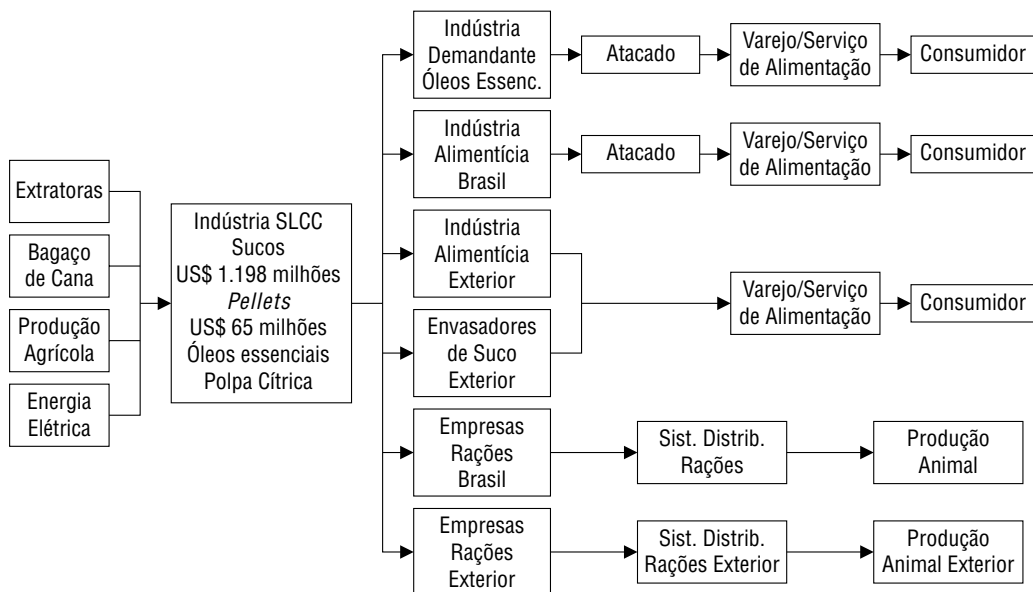 Extratoras
Bagaço
de Cana
Produção
Agrícola
Energia
Elétrica
Indústria SLCC
Sucos
US$ 1.198 milhões
Pellets
US$ 65 milhões
Óleos essenciais
Polpa Cítrica
Indústria
Demandante
Óleos Essenc.
Atacado
Varejo/Serviço
de Alimentação
Consumidor
Indústria
Alimentícia
Brasil
Atacado
Varejo/Serviço
de Alimentação
Consumidor
Indústria
Alimentícia
Exterior
Envasadores
de Suco
Exterior
Varejo/Serviço
de Alimentação
Consumidor
Empresas
Rações
Brasil
Sist. Distrib.
Rações
Produção
Animal
Empresas
Rações
Exterior
Sist. Distrib.
Rações Exterior
Produção
Animal Exterior